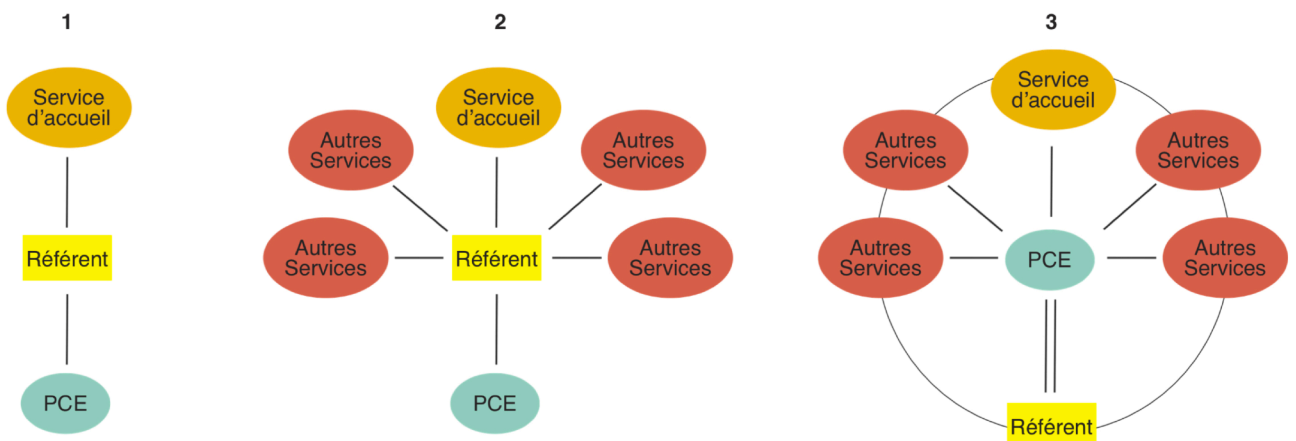 1
Service
d'accueil
Référent
PCE
2
Service
d'accueil
Autres
Services
Autres
Services
Autres
Services
Référent
Autres
Services
PCE
3
Service
d'accueil
Autres
Services
Autres
Services
Autres
Services
PCE
Autres
Services
Référent